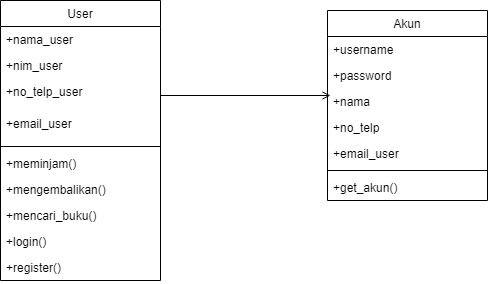 User
+nama_user
+nim_user
+no_telp_user
+email_user
+meminjam()
+mengembalikan()
+mencari_buku()
+login()
+register()
Akun
+username
+password
+nama
+no_telp
+email_user
+get_akun()